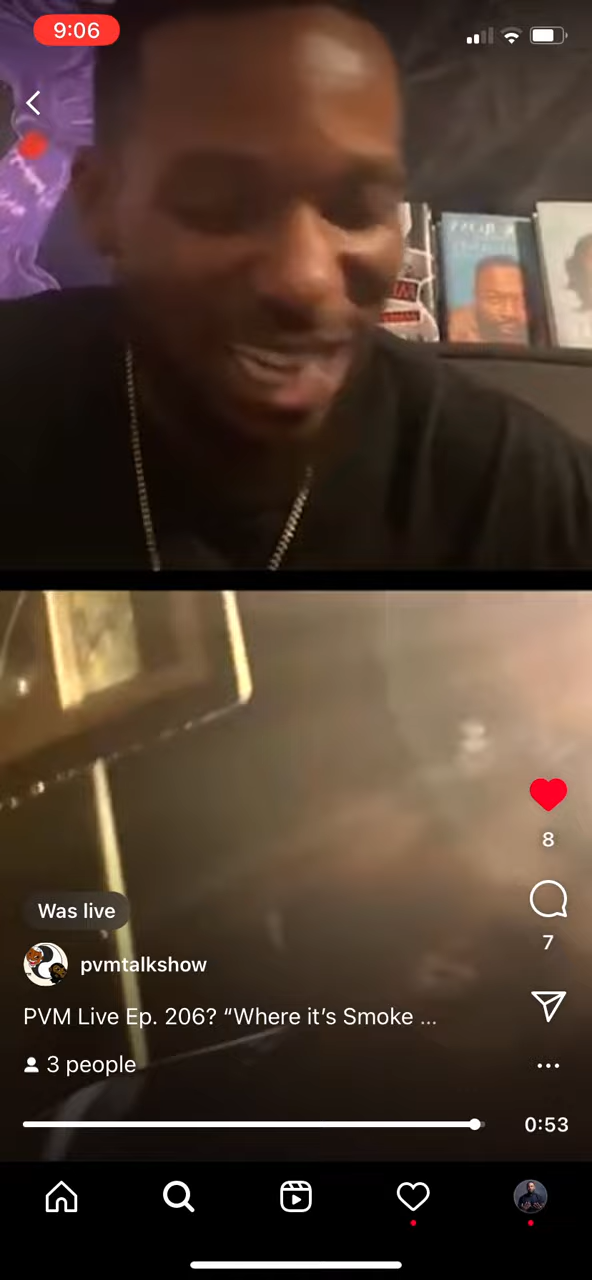 9:06
Was live
pvmtalkshow
PVM Live Ep. 206? “Where it’s Smoke ...
3 people
8
7
0:53